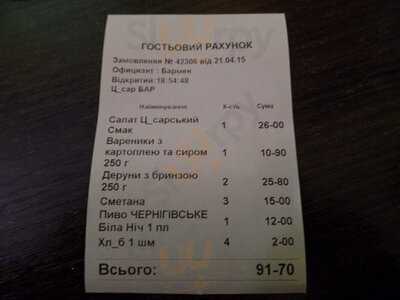 ГОСТЬОВИЙ РАХУНОК
Замовлення № 42306 від 21.04.15
Официант : Бармен
Відкритий:18:54:48
Ц_сар БАР
Найменування К-сть Сума
Салат Ц_сарський
Смак 1 26-00
Вареники з
картоплею та сиром 1 10-90
250 г
Деруни з бринзою
250 г 2 25-80
Сметана 3 15-00
Пиво ЧЕРНІГІВСЬКЕ
Біла Ніч 1 пл 1 12-00
Хл_б 1 шм 4 2-00
Всього: 91-70